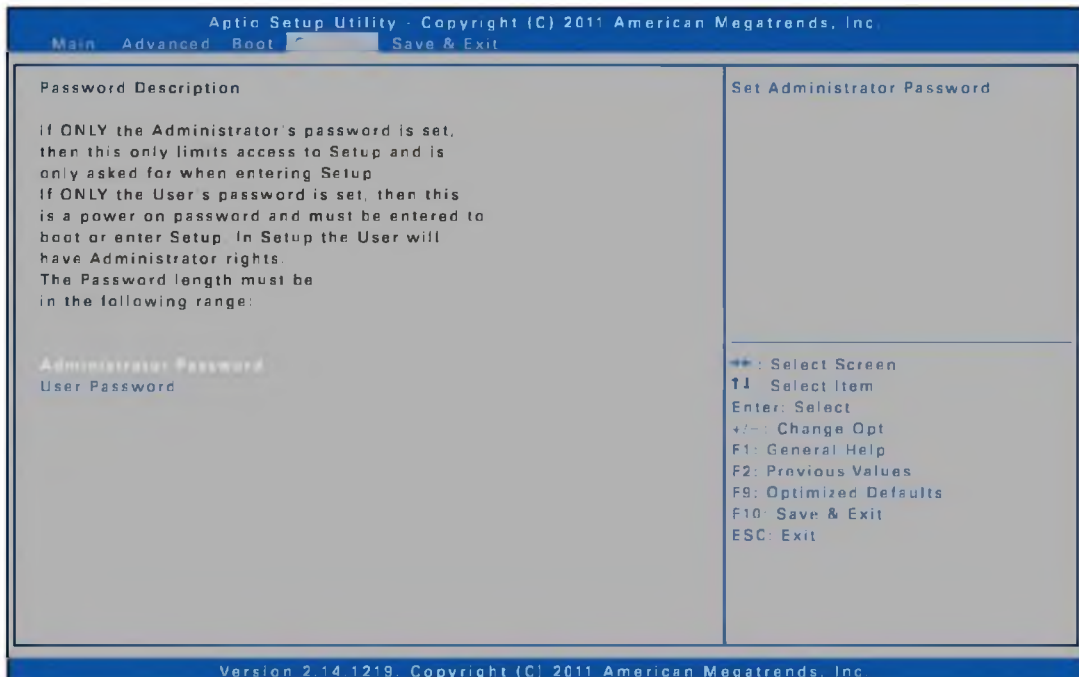 Aptio Setup Utility - Copyright (C) 2011 American Megatrends, Inc.
Main Advanced Boot Save & Exit
Password Description
If ONLY the Administrator's password is set,
then this only limits access to Setup and is
only asked for when entering Setup
If ONLY the User's password is set, then this
is a power on password and must be entered to
boot or enter Setup. In Setup the User will
have Administrator rights.
The Password length must be
in the following range:
Administrator Password
User Password
Set Administrator Password
→←: Select Screen
↑↓ Select Item
Enter: Select
+/-: Change Opt
F1: General Help
F2: Previous Values
F9: Optimized Defaults
F10: Save & Exit
ESC: Exit
Version 2.14.1219. Copyright (C) 2011 American Megatrends, Inc.